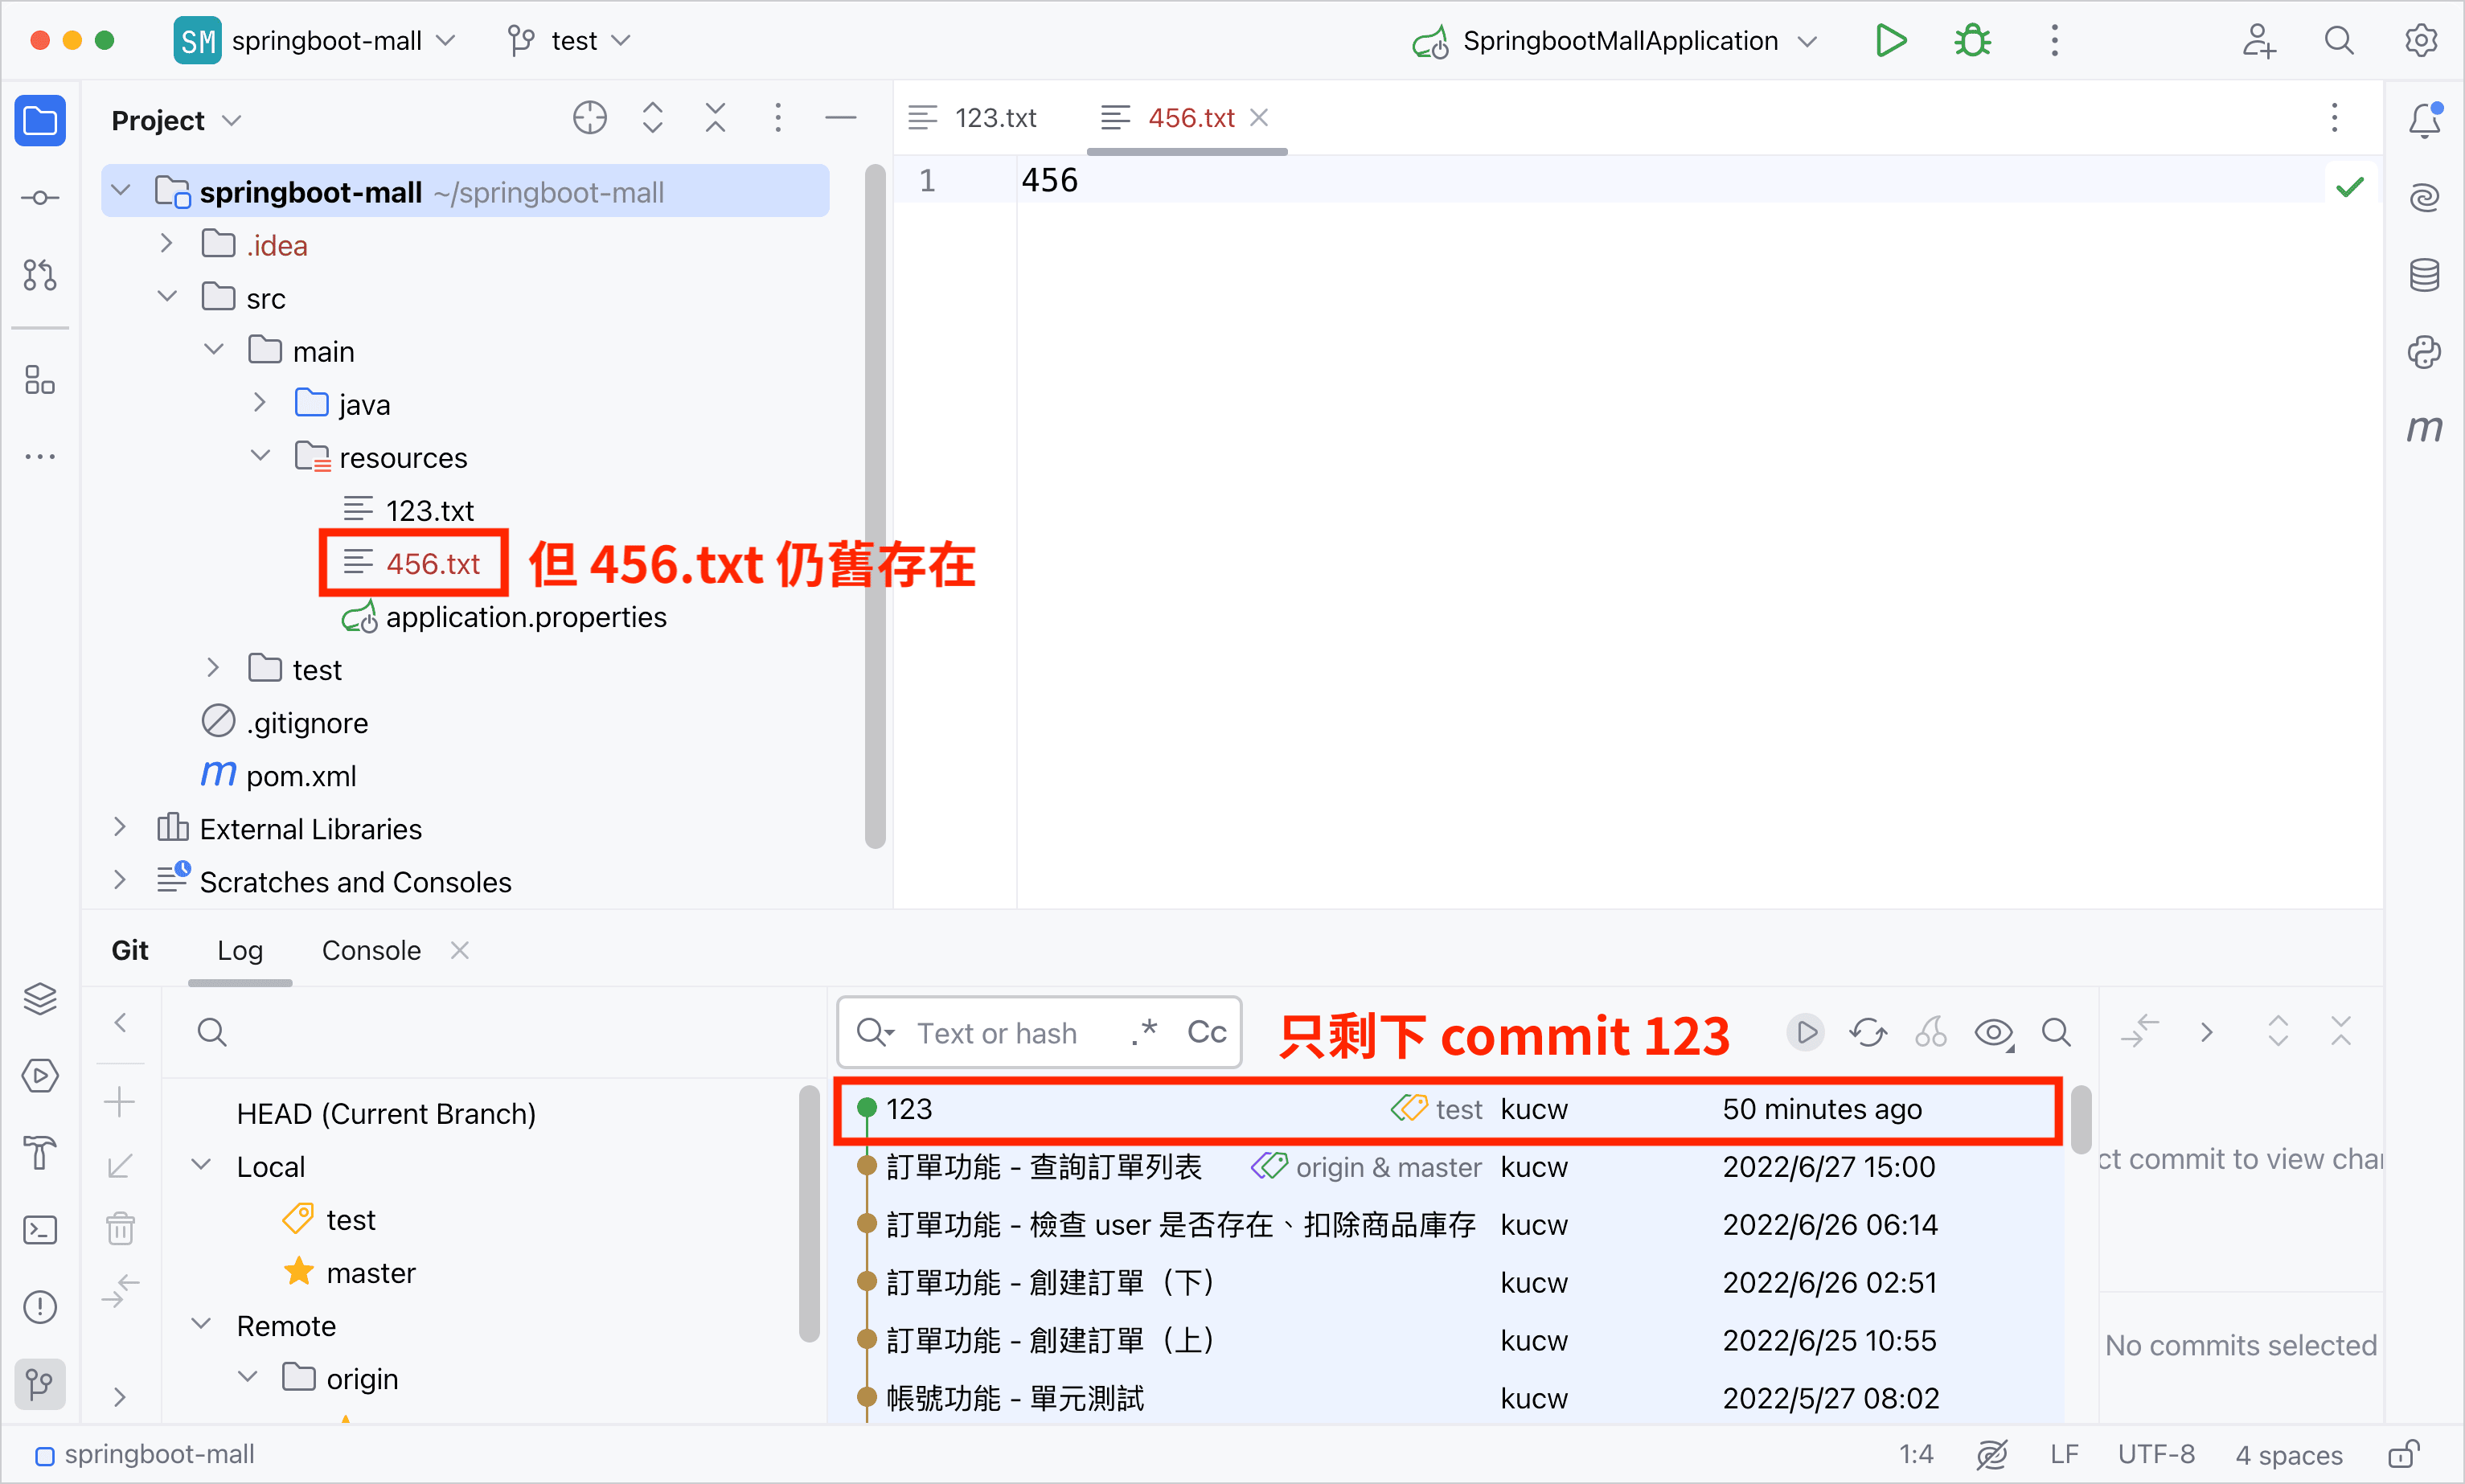 SM springboot-mall test SpringbootMallApplication
Project
springboot-mall ~/springboot-mall
.idea
src
main
java
resources
123.txt
456.txt 但 456.txt 仍舊存在
application.properties
test
.gitignore
m pom.xml
External Libraries
Scratches and Consoles
123.txt 456.txt
1 456
m
Git Log Console
HEAD (Current Branch)
Local
test
master
Remote
origin
Text or hash .* Cc 只剩下 commit 123
123 test kucw 50 minutes ago
訂單功能 - 查詢訂單列表 origin & master kucw 2022/6/27 15:00
訂單功能 - 檢查 user 是否存在、扣除商品庫存 kucw 2022/6/26 06:14
訂單功能 - 創建訂單（下） kucw 2022/6/26 02:51
訂單功能 - 創建訂單（上） kucw 2022/6/25 10:55
帳號功能 - 單元測試 kucw 2022/5/27 08:02
ct commit to view cha
No commits selected
springboot-mall 1:4 LF UTF-8 4 spaces